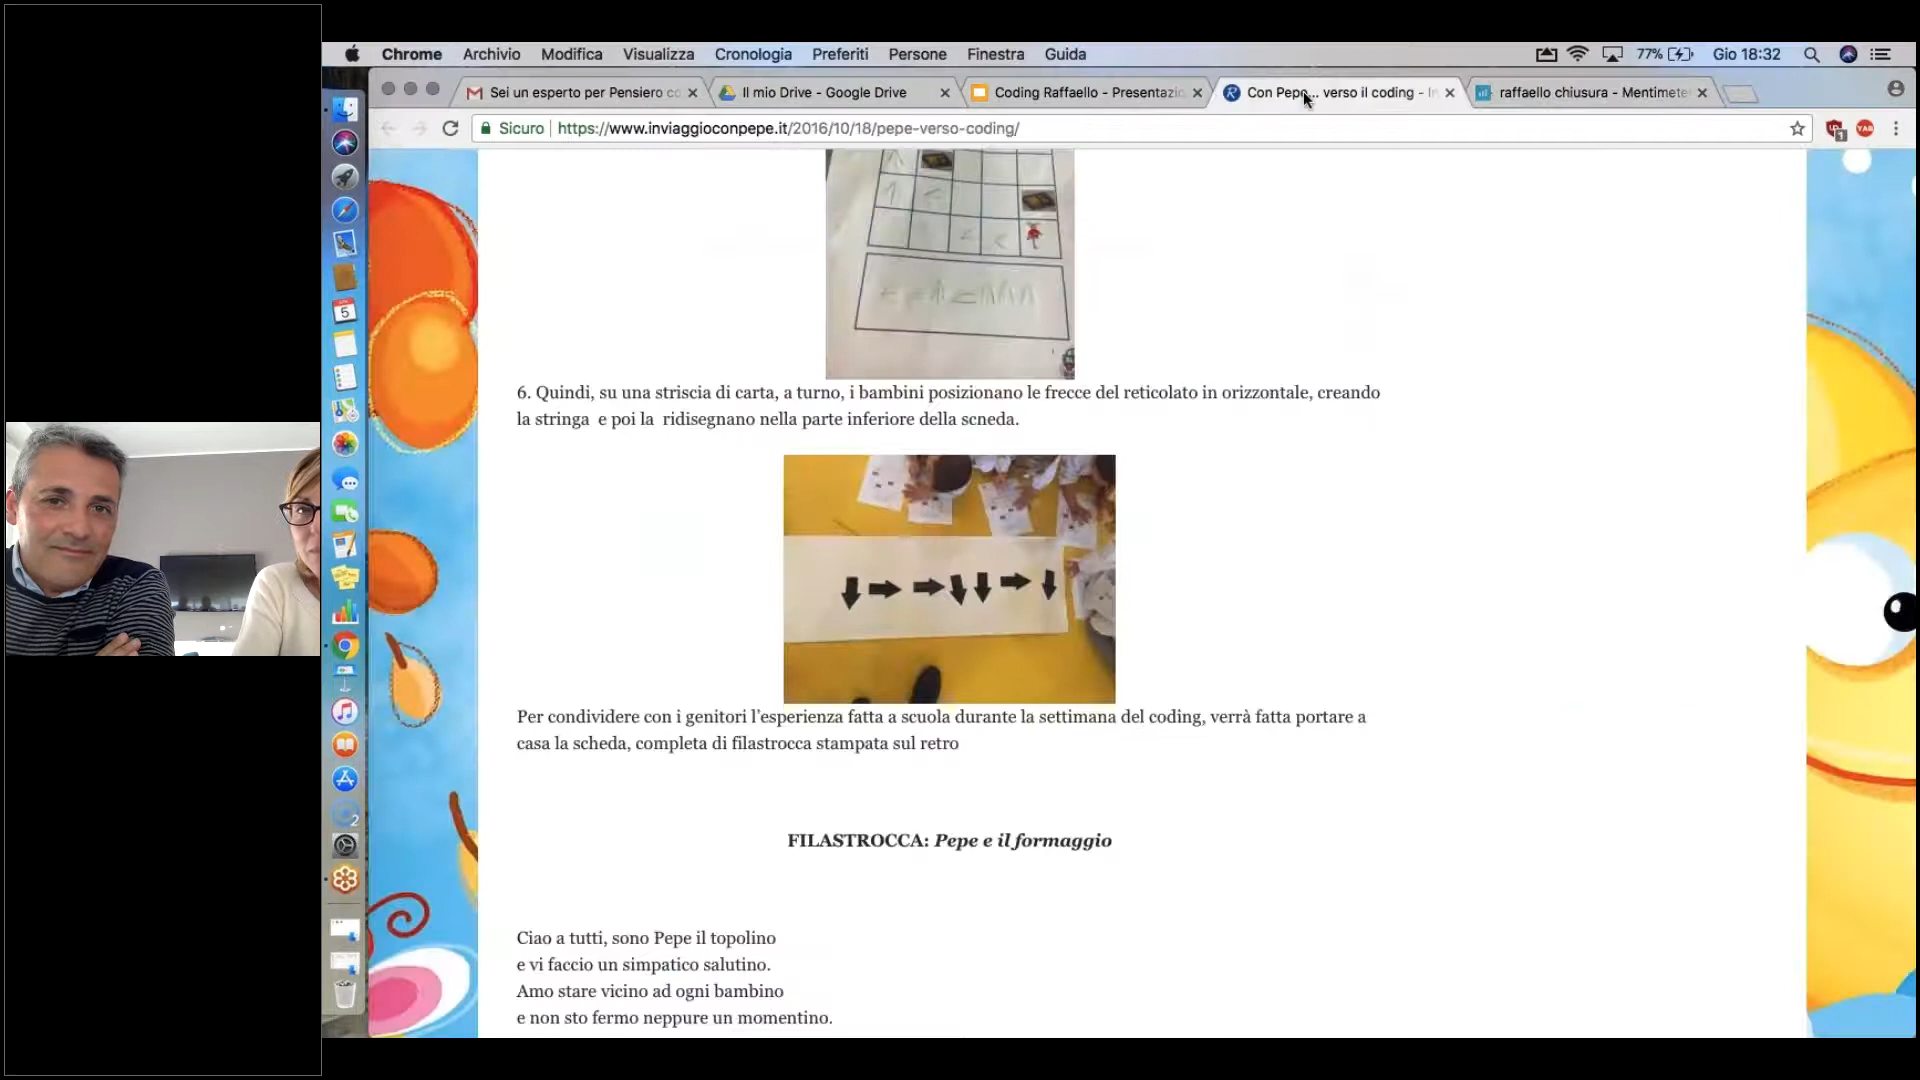 Chrome Archivio Modifica Visualizza Cronologia Preferiti Persone Finestra Guida 77% Gio 18:32
Sei un esperto per Pensiero co
Il mio Drive - Google Drive
Coding Raffaello - Presentazio
Con Pepe... verso il coding - In
raffaello chiusura - Mentimete
Sicuro https://www.inviaggioconpepe.it/2016/10/18/pepe-verso-coding/
6. Quindi, su una striscia di carta, a turno, i bambini posizionano le frecce del reticolato in orizzontale, creando
la stringa e poi la ridisegnano nella parte inferiore della scneda.
Per condividere con i genitori l'esperienza fatta a scuola durante la settimana del coding, verrà fatta portare a
casa la scheda, completa di filastrocca stampata sul retro
FILASTROCCA: Pepe e il formaggio
Ciao a tutti, sono Pepe il topolino
e vi faccio un simpatico salutino.
Amo stare vicino ad ogni bambino
e non sto fermo neppure un momentino.
5
2